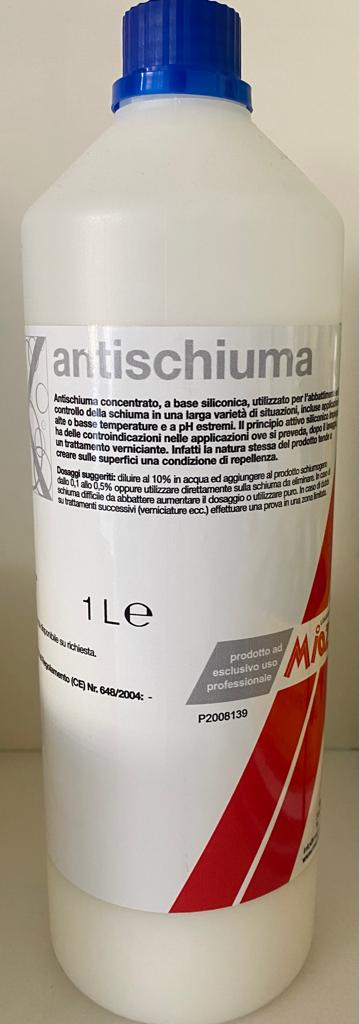 antischiuma
Antischiuma concentrato, a base siliconica, utilizzato per l'abbattimento
controllo della schiuma in una larga varietà di situazioni, incluse
alte o basse temperature e a pH estremi. Il principio attivo siliconico
ha delle controindicazioni nelle applicazioni ove si preveda, dopo il
un trattamento verniciante. Infatti la natura stessa del prodotto tende a
creare sulle superfici una condizione di repellenza.
Dosaggi suggeriti: diluire al 10% in acqua ed aggiungere al prodotto schiumogeno
dallo 0,1 allo 0,5% oppure utilizzare direttamente sulla schiuma da eliminare. In caso di
schiuma difficile da abbattere aumentare il dosaggio o utilizzare puro. In caso di dubbi
su trattamenti successivi (verniciature ecc.) effettuare una prova in una zona limitata.
1 L e
disponibile su richiesta.
Regolamento (CE) Nr. 648/2004: -
prodotto ad
esclusivo uso
professionale
P2008139